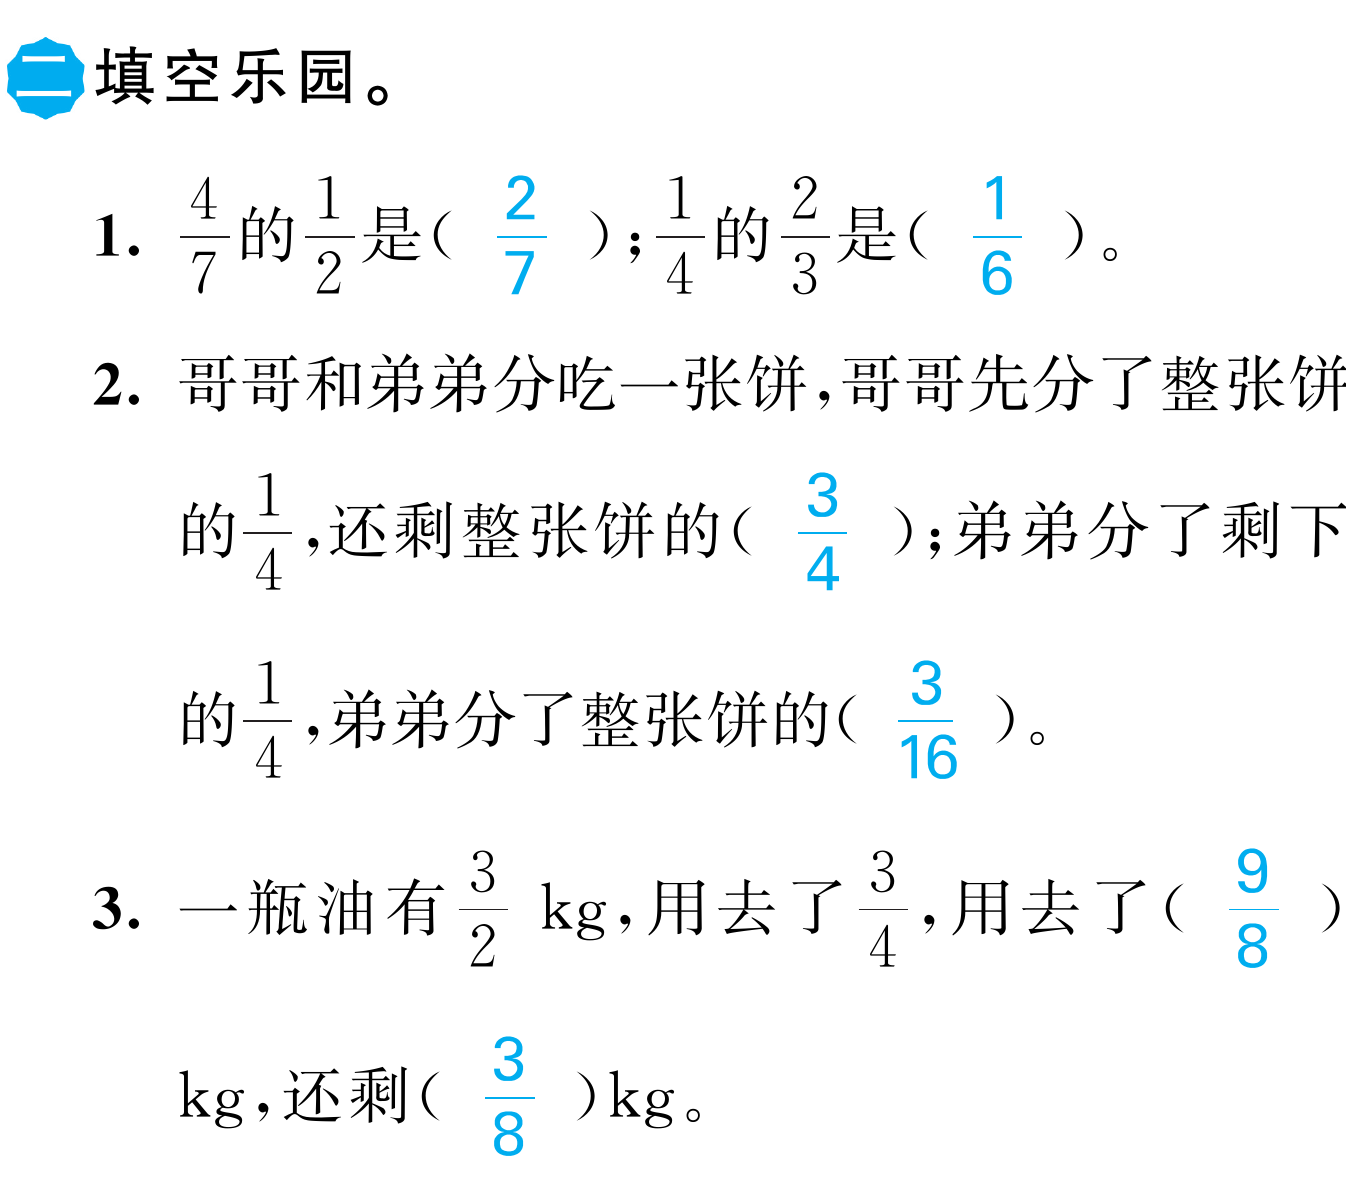 二 填空乐园。
1. 4/7的1/2是( 2/7 );1/4的2/3是( 1/6 )。
2. 哥哥和弟弟分吃一张饼,哥哥先分了整张饼
的1/4,还剩整张饼的( 3/4 );弟弟分了剩下
的1/4,弟弟分了整张饼的( 3/16 )。
3. 一瓶油有3/2 kg,用去了3/4,用去了( 9/8 )
kg,还剩( 3/8 )kg。